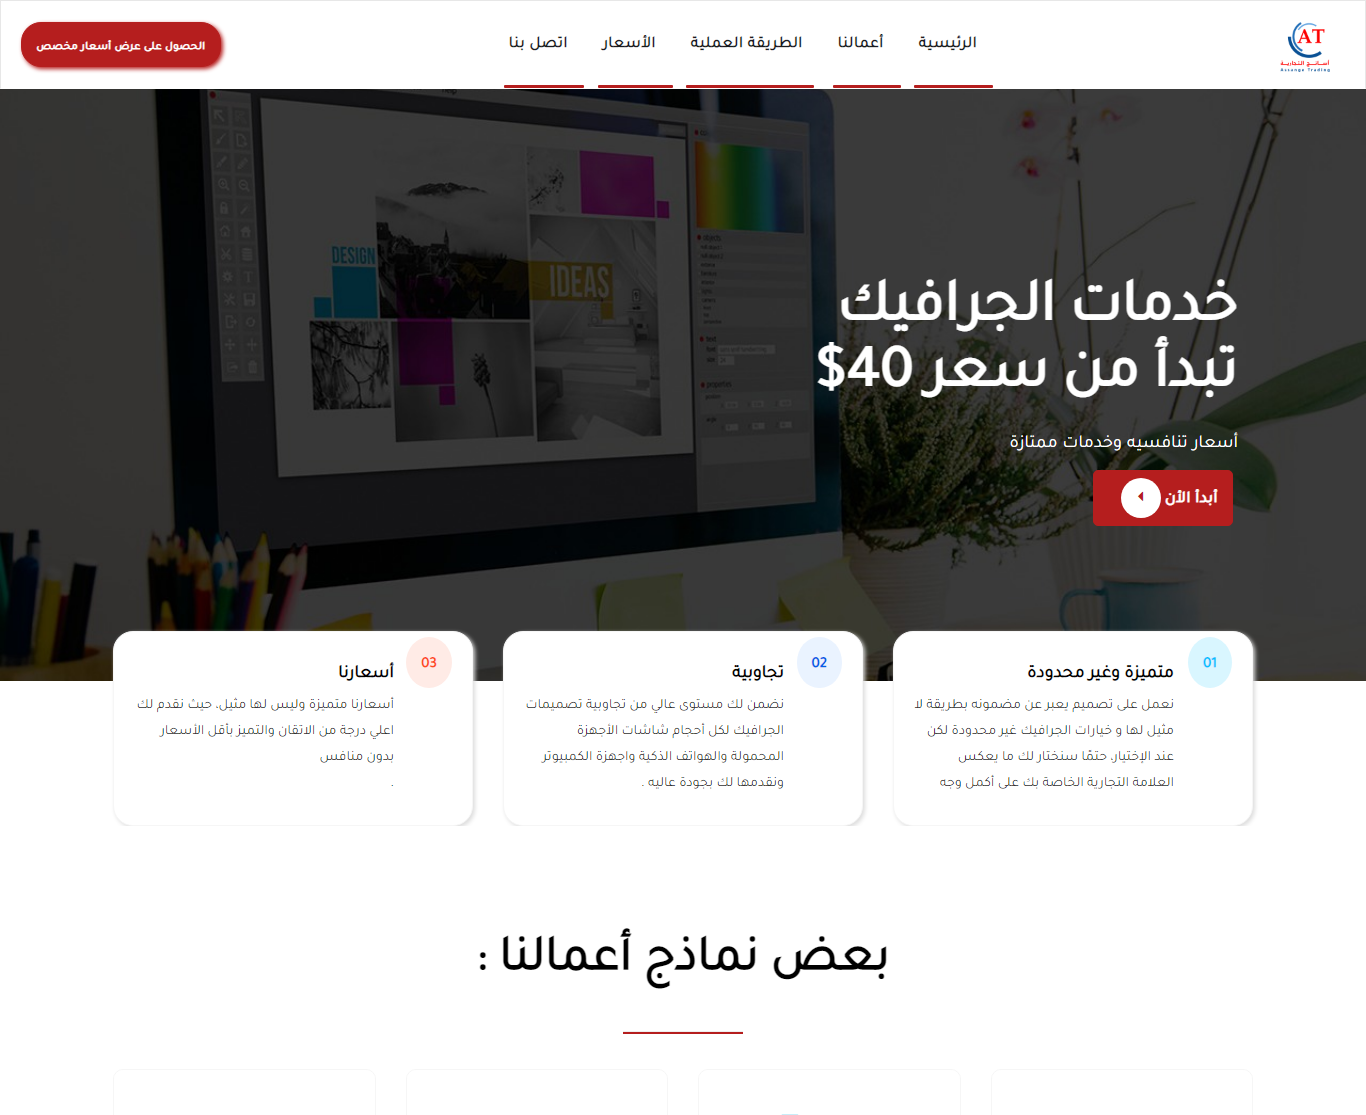 AT
أسانج التجارية
Assange Trading
الرئيسية
أعمالنا
الطريقة العملية
الأسعار
اتصل بنا
الحصول على عرض أسعار مخصص
DESIGN
IDEAS
objects
text
properties
خدمات الجرافيك
تبدأ من سعر 40$
أسعار تنافسيه وخدمات ممتازة
أبدأ الأن
01
متميزة وغير محدودة
نعمل على تصميم يعبر عن مضمونه بطريقة لا
مثيل لها و خيارات الجرافيك غير محدودة لكن
عند الإختيار، حتمًا سنختار لك ما يعكس
العلامة التجارية الخاصة بك على أكمل وجه
02
تجاوبية
نضمن لك مستوى عالي من تجاوبية تصميمات
الجرافيك لكل أحجام شاشات الأجهزة
المحمولة والهواتف الذكية واجهزة الكمبيوتر
ونقدمها لك بجودة عاليه .
03
أسعارنا
أسعارنا متميزة وليس لها مثيل، حيث نقدم لك
اعلي درجة من الاتقان والتميز بأقل الأسعار
بدون منافس
.
بعض نماذج أعمالنا :